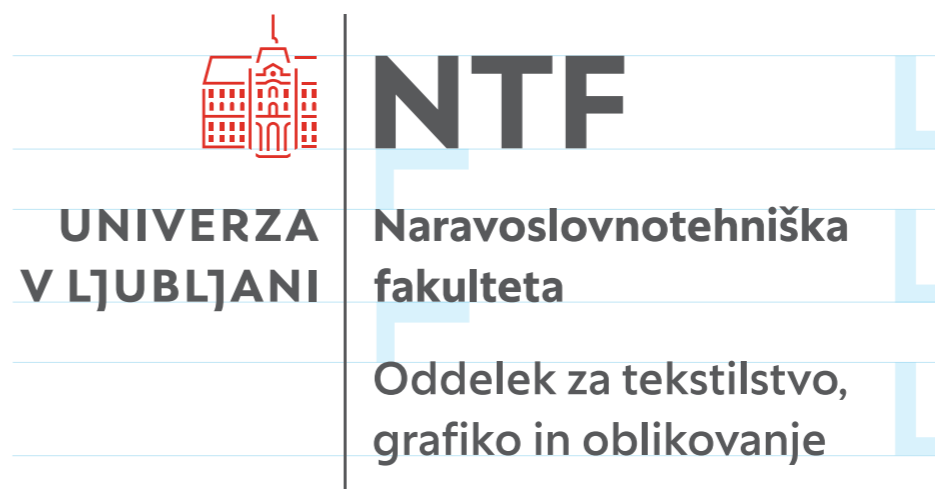 UNIVERZA
V LJUBLJANI
NTF
Naravoslovnotehniška
fakulteta
Oddelek za tekstilstvo,
grafiko in oblikovanje